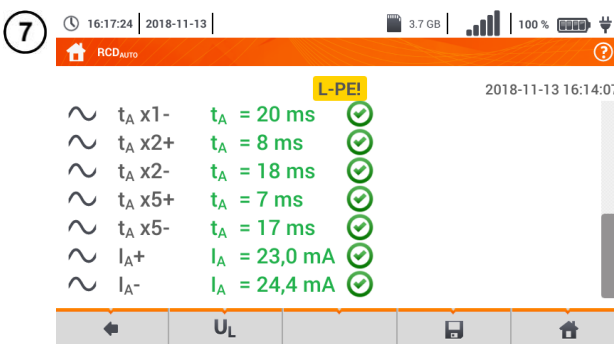 7
16:17:24 2018-11-13 3.7 GB 100 %
RCDAUTO ?
L-PE! 2018-11-13 16:14:07
tA x1- tA = 20 ms
tA x2+ tA = 8 ms
tA x2- tA = 18 ms
tA x5+ tA = 7 ms
tA x5- tA = 17 ms
IA+ IA = 23,0 mA
IA- IA = 24,4 mA
UL